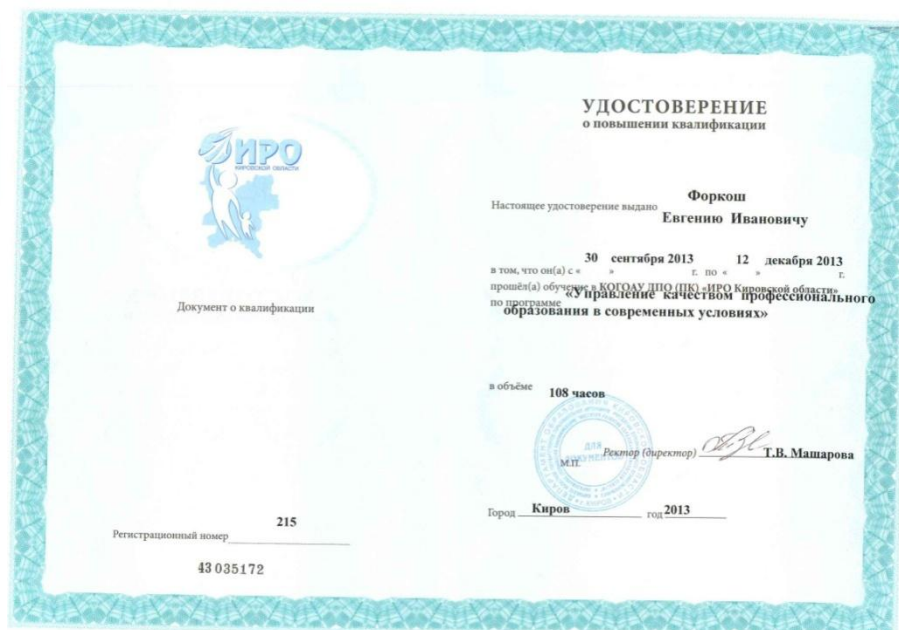 ИРО
КИРОВСКОЙ ОБЛАСТИ
Документ о квалификации
215
Регистрационный номер
43 035172
УДОСТОВЕРЕНИЕ
о повышении квалификации
Форкош
Настоящее удостоверение выдано
Евгению Ивановичу
30 сентября 2013 12 декабря 2013
в том, что он(а) с « » г. по « » г.
прошёл(а) обучение в КОГОАУ ДПО (ПК) «ИРО Кировской области»
по программе «Управление качеством профессионального
образования в современных условиях»
в объёме 108 часов
ДЛЯ
ДОКУМЕНТОВ
Ректор (директор) Т.В. Машарова
М.П.
Город Киров год 2013